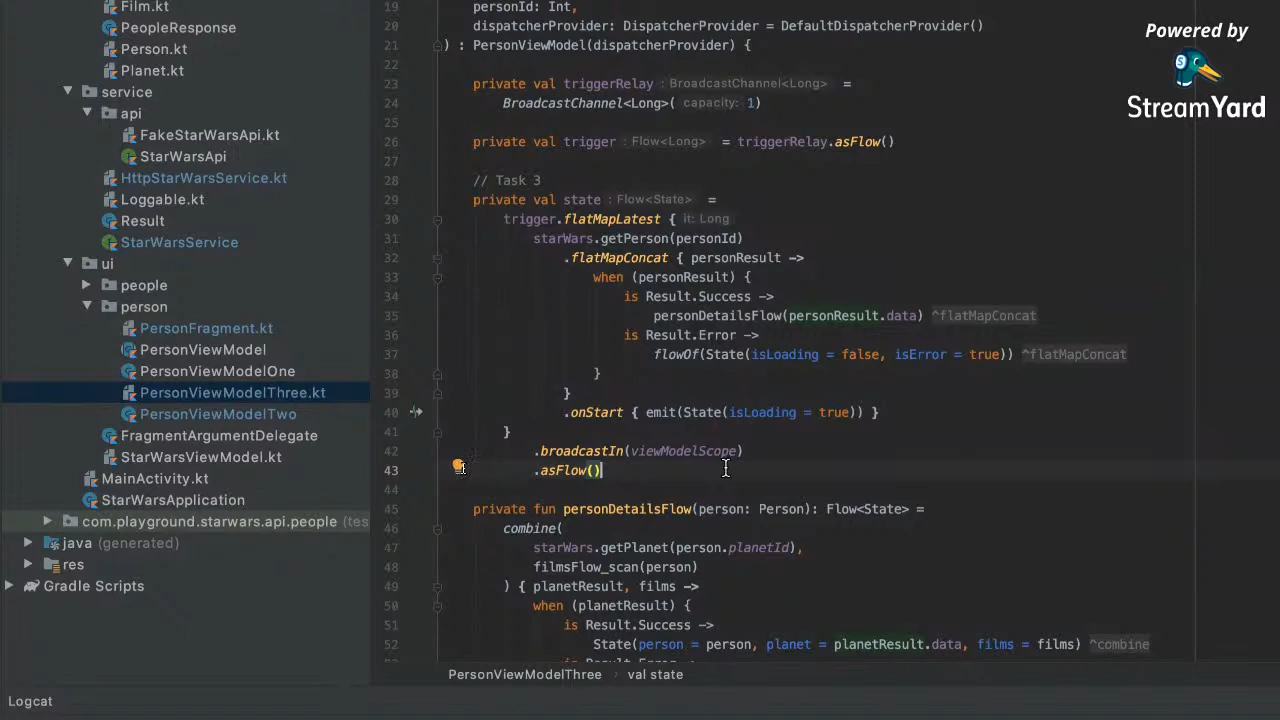 Film.kt
PeopleResponse
Person.kt
Planet.kt
service
api
FakeStarWarsApi.kt
StarWarsApi
HttpStarWarsService.kt
Loggable.kt
Result
StarWarsService
ui
people
person
PersonFragment.kt
PersonViewModel
PersonViewModelOne
PersonViewModelThree.kt
PersonViewModelTwo
FragmentArgumentDelegate
StarWarsViewModel.kt
MainActivity.kt
StarWarsApplication
com.playground.starwars.api.people (tes
java (generated)
res
Gradle Scripts
19 personId: Int,
20 dispatcherProvider: DispatcherProvider = DefaultDispatcherProvider()
21 ) : PersonViewModel(dispatcherProvider) {
22
23 private val triggerRelay : BroadcastChannel<Long> =
24 BroadcastChannel<Long>( capacity: 1)
25
26 private val trigger : Flow<Long> = triggerRelay.asFlow()
27
28 // Task 3
29 private val state : Flow<State> =
30 trigger.flatMapLatest { it: Long
31 starWars.getPerson(personId)
32 .flatMapConcat { personResult ->
33 when (personResult) {
34 is Result.Success ->
35 personDetailsFlow(personResult.data) ^flatMapConcat
36 is Result.Error ->
37 flowOf(State(isLoading = false, isError = true)) ^flatMapConcat
38 }
39 }
40 .onStart { emit(State(isLoading = true)) }
41 }
42 .broadcastIn(viewModelScope)
43 .asFlow()
44
45 private fun personDetailsFlow(person: Person): Flow<State> =
46 combine(
47 starWars.getPlanet(person.planetId),
48 filmsFlow_scan(person)
49 ) { planetResult, films ->
50 when (planetResult) {
51 is Result.Success ->
52 State(person = person, planet = planetResult.data, films = films) ^combine
PersonViewModelThree › val state
Logcat
Powered by
StreamYard